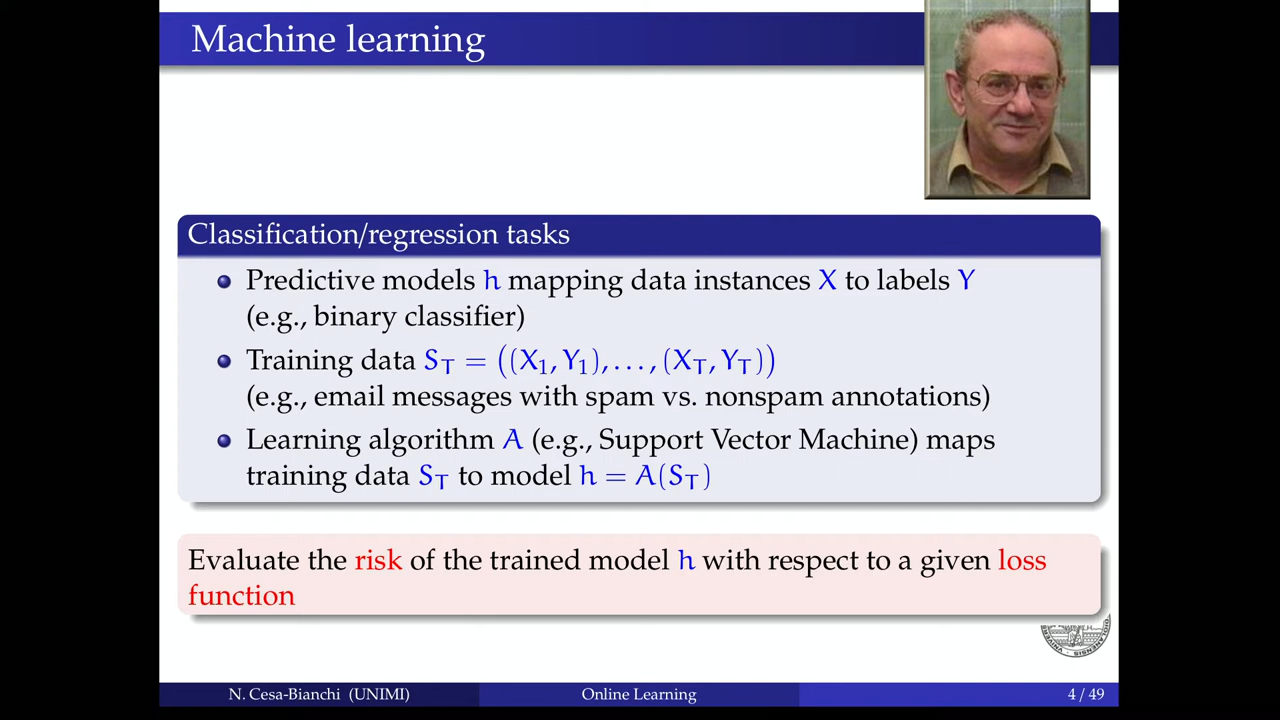 Machine learning
Classification/regression tasks
Predictive models h mapping data instances X to labels Y
(e.g., binary classifier)
Training data S_T = ((X_1, Y_1), . . . , (X_T, Y_T))
(e.g., email messages with spam vs. nonspam annotations)
Learning algorithm A (e.g., Support Vector Machine) maps
training data S_T to model h = A(S_T)
Evaluate the risk of the trained model h with respect to a given loss
function
N. Cesa-Bianchi (UNIMI)
Online Learning
4 / 49